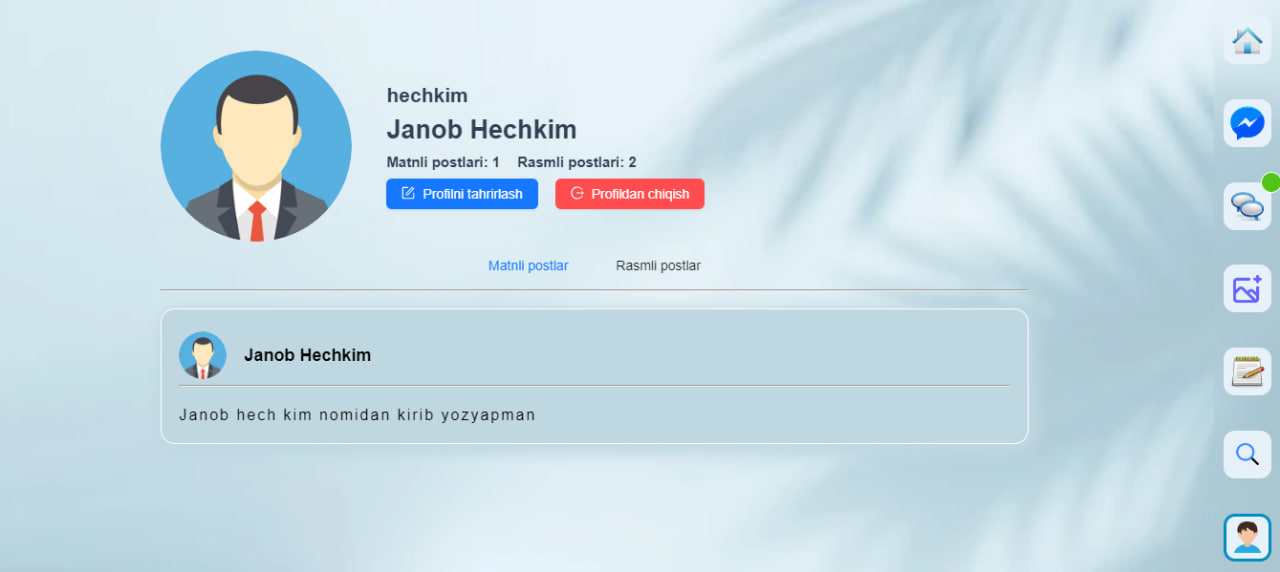 hechkim
Janob Hechkim
Matnli postlari: 1 Rasmli postlari: 2
Profilni tahrirlash Profildan chiqish
Matnli postlar Rasmli postlar
Janob Hechkim
Janob hech kim nomidan kirib yozyapman